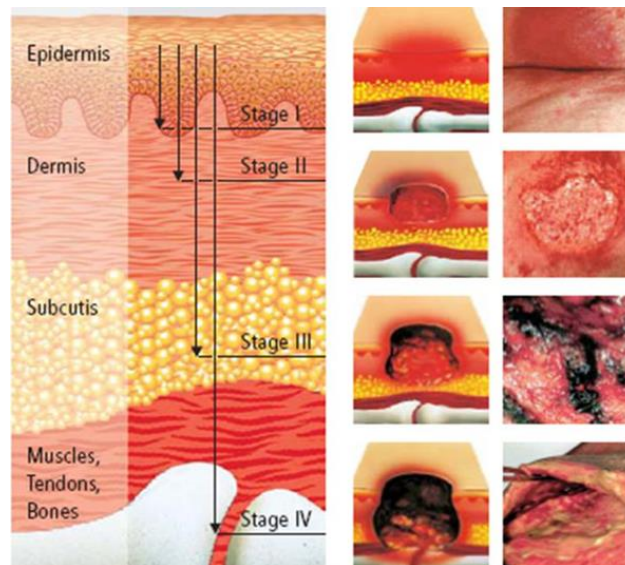 Epidermis
Stage I
Dermis
Stage II
Subcutis
Stage III
Muscles,
Tendons,
Bones
Stage IV